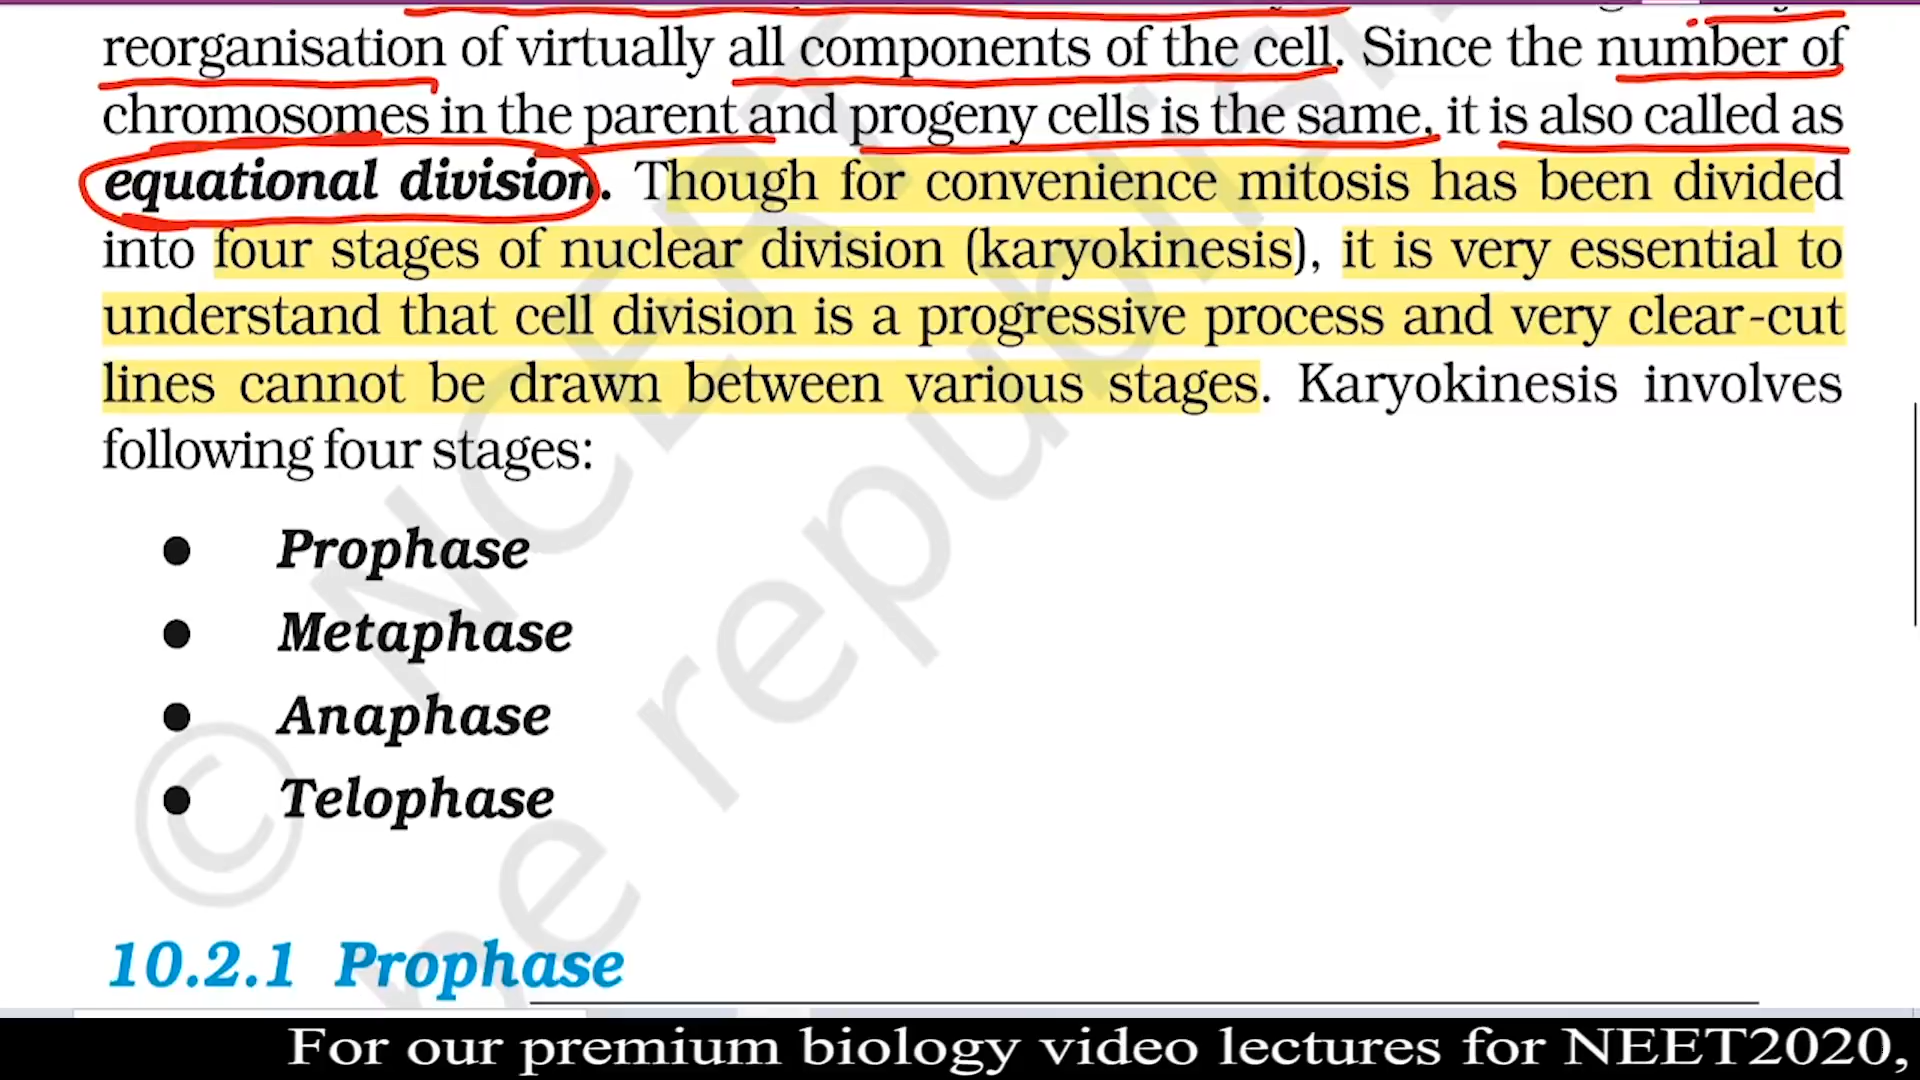 reorganisation of virtually all components of the cell. Since the number of
chromosomes in the parent and progeny cells is the same, it is also called as
equational division. Though for convenience mitosis has been divided
into four stages of nuclear division (karyokinesis), it is very essential to
understand that cell division is a progressive process and very clear-cut
lines cannot be drawn between various stages. Karyokinesis involves
following four stages:
● Prophase
● Metaphase
● Anaphase
● Telophase
© NCERT
be republish
10.2.1 Prophase
For our premium biology video lectures for NEET2020,